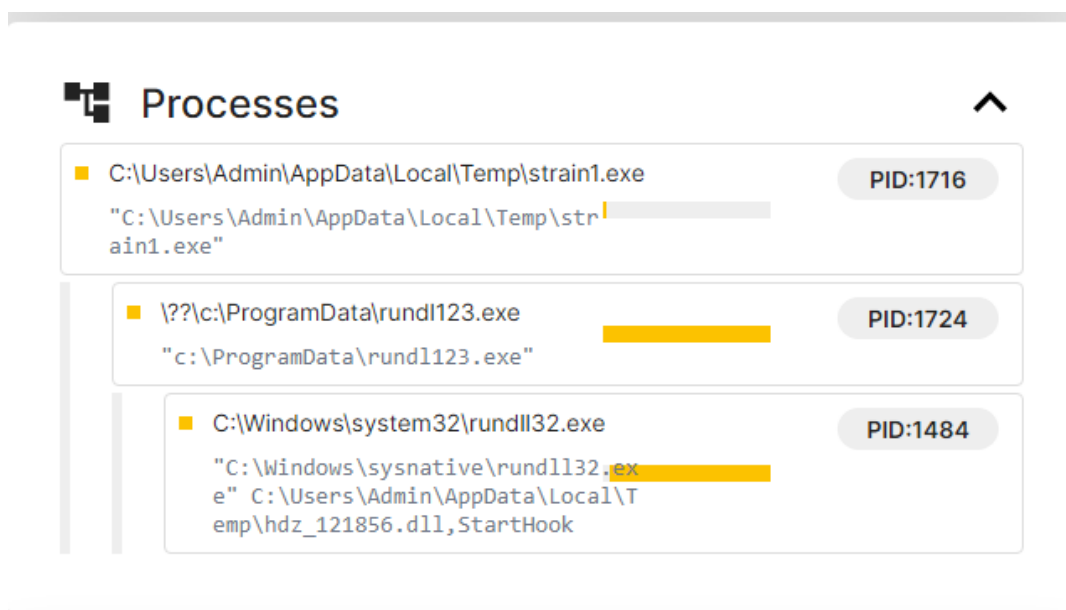 Processes
C:\Users\Admin\AppData\Local\Temp\strain1.exe
PID:1716
"C:\Users\Admin\AppData\Local\Temp\str
ain1.exe"
\??\c:\ProgramData\rundl123.exe
PID:1724
"c:\ProgramData\rundl123.exe"
C:\Windows\system32\rundll32.exe
PID:1484
"C:\Windows\sysnative\rundll32.ex
e" C:\Users\Admin\AppData\Local\T
emp\hdz_121856.dll,StartHook